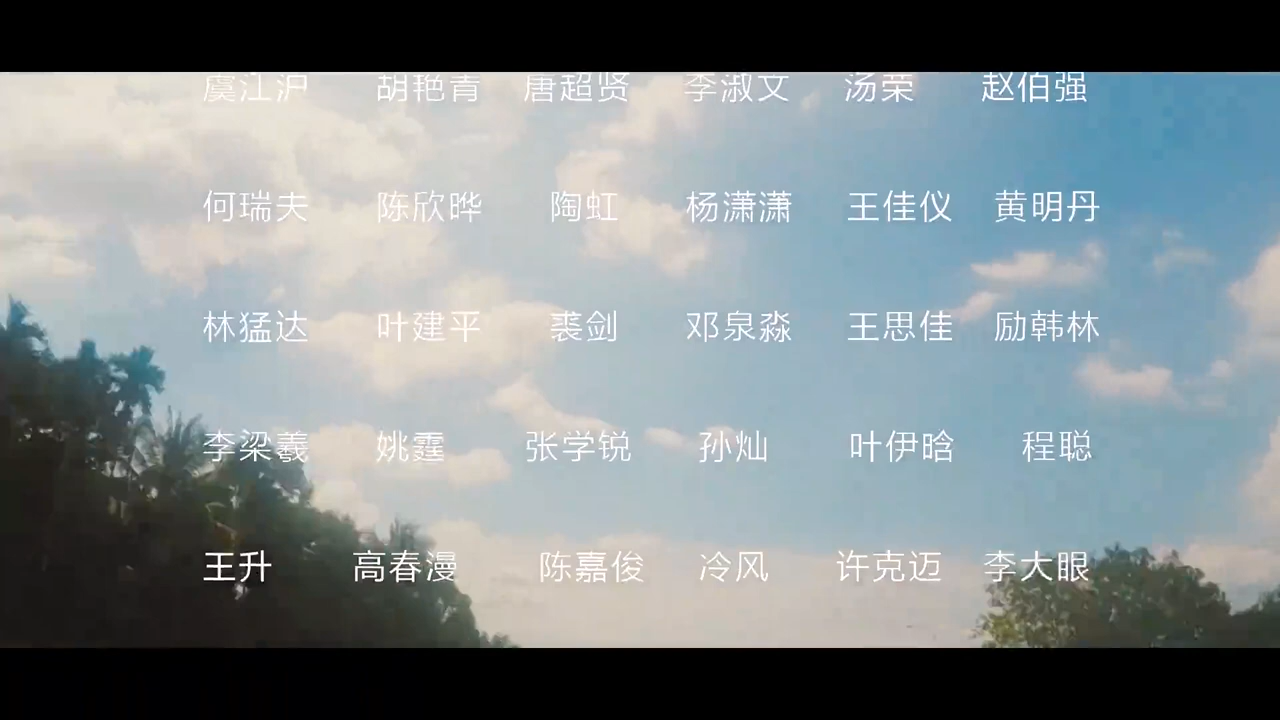 虞江沪 胡艳青 唐超贤 李淑文 汤荣 赵伯强
何瑞夫 陈欣晔 陶虹 杨潇潇 王佳仪 黄明丹
林猛达 叶建平 裘剑 邓泉淼 王思佳 励韩林
李梁羲 姚霆 张学锐 孙灿 叶伊晗 程聪
王升 高春漫 陈嘉俊 冷风 许克迈 李大眼